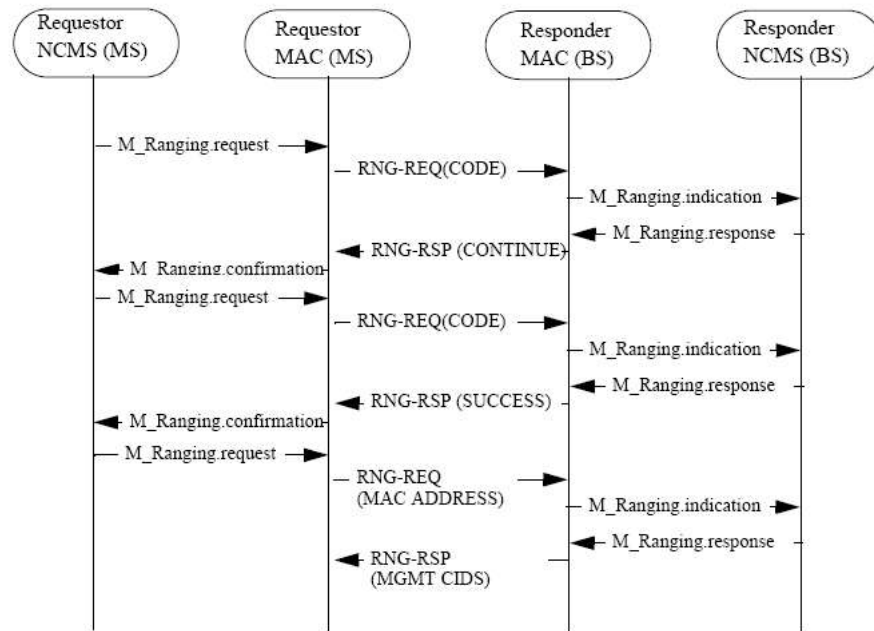 Requestor
NCMS (MS)
Requestor
MAC (MS)
Responder
MAC (BS)
Responder
NCMS (BS)
M_Ranging.request
RNG-REQ(CODE)
M_Ranging.indication
M_Ranging.response
RNG-RSP (CONTINUE)
M_Ranging.confirmation
M_Ranging.request
RNG-REQ(CODE)
M_Ranging.indication
M_Ranging.response
RNG-RSP (SUCCESS)
M_Ranging.confirmation
M_Ranging.request
RNG-REQ
(MAC ADDRESS)
M_Ranging.indication
M_Ranging.response
RNG-RSP
(MGMT CIDS)